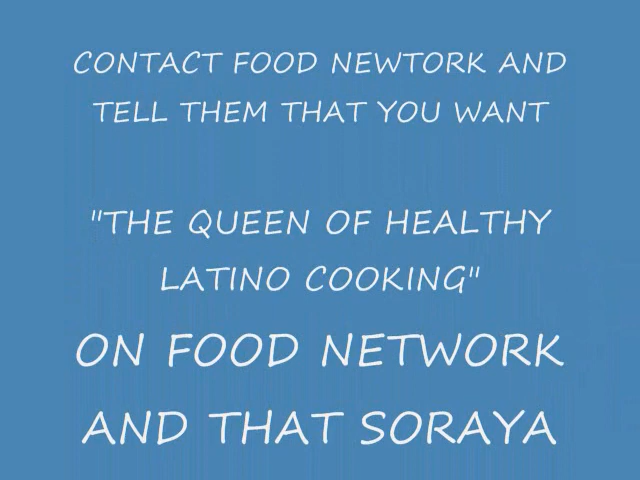 CONTACT FOOD NEWTORK AND
TELL THEM THAT YOU WANT
"THE QUEEN OF HEALTHY
LATINO COOKING"
ON FOOD NETWORK
AND THAT SORAYA